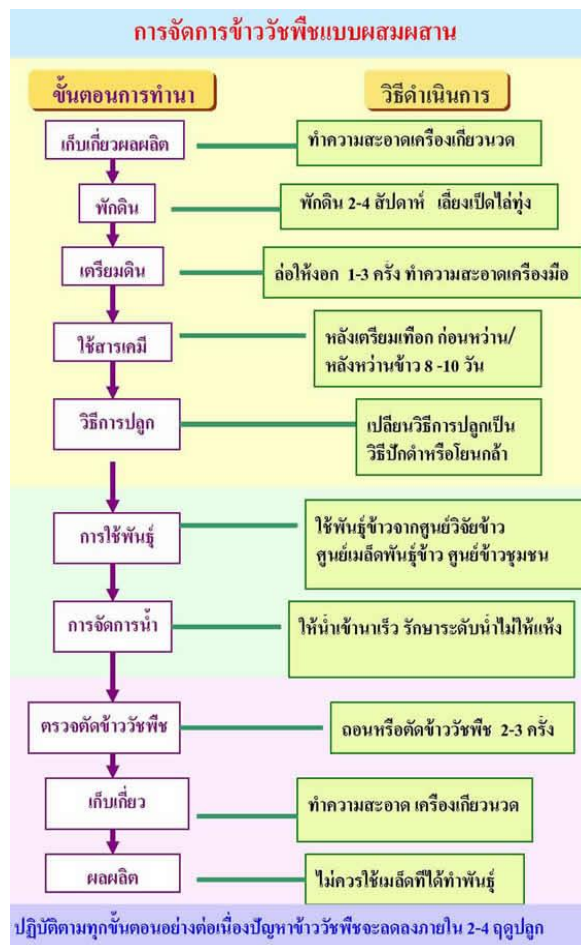 การจัดการข้าววัชพืชแบบผสมผสาน
ขั้นตอนการทำนา
วิธีดำเนินการ
เก็บเกี่ยวผลผลิต
ทำความสะอาดเครื่องเกี่ยวนวด
พักดิน
พักดิน 2-4 สัปดาห์ เลี้ยงเป็ดไล่ทุ่ง
เตรียมดิน
ล่อให้งอก 1-3 ครั้ง ทำความสะอาดเครื่องมือ
ใช้สารเคมี
หลังเตรียมเทือก ก่อนหว่าน/
หลังหว่านข้าว 8 -10 วัน
วิธีการปลูก
เปลี่ยนวิธีการปลูกเป็น
วิธีปักดำหรือโยนกล้า
การใช้พันธุ์
ใช้พันธุ์ข้าวจากศูนย์วิจัยข้าว
ศูนย์เมล็ดพันธุ์ข้าว ศูนย์ข้าวชุมชน
การจัดการน้ำ
ให้น้ำเข้านาเร็ว รักษาระดับน้ำไม่ให้แห้ง
ตรวจตัดข้าววัชพืช
ถอนหรือตัดข้าววัชพืช 2-3 ครั้ง
เก็บเกี่ยว
ทำความสะอาด เครื่องเกี่ยวนวด
ผลผลิต
ไม่ควรใช้เมล็ดที่ได้ทำพันธุ์
ปฏิบัติตามทุกขั้นตอนอย่างต่อเนื่องปัญหาข้าววัชพืชจะลดลงภายใน 2-4 ฤดูปลูก